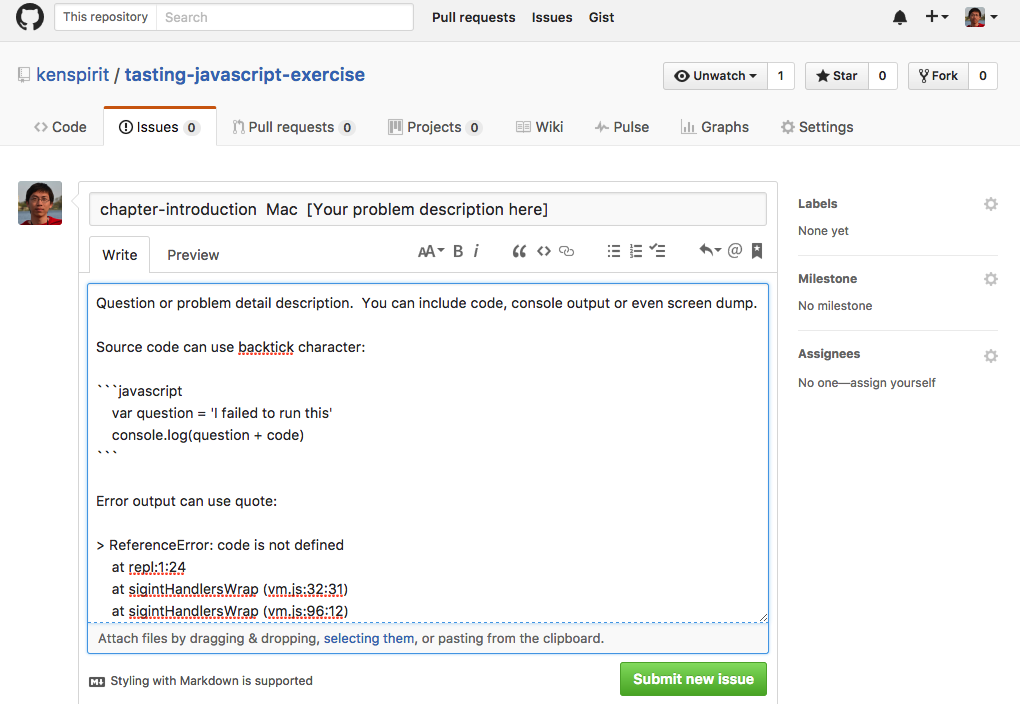 This repository Search Pull requests Issues Gist
kenspirit / tasting-javascript-exercise
Unwatch 1 Star 0 Fork 0
Code Issues 0 Pull requests 0 Projects 0 Wiki Pulse Graphs Settings
chapter-introduction  Mac  [Your problem description here]
Write Preview AA B i
Question or problem detail description.  You can include code, console output or even screen dump.
Source code can use backtick character:
```javascript
    var question = 'I failed to run this'
    console.log(question + code)
```
Error output can use quote:
> ReferenceError: code is not defined
    at repl:1:24
    at sigintHandlersWrap (vm.js:32:31)
    at sigintHandlersWrap (vm.js:96:12)
Attach files by dragging & dropping, selecting them, or pasting from the clipboard.
Styling with Markdown is supported
Submit new issue
Labels
None yet
Milestone
No milestone
Assignees
No one—assign yourself